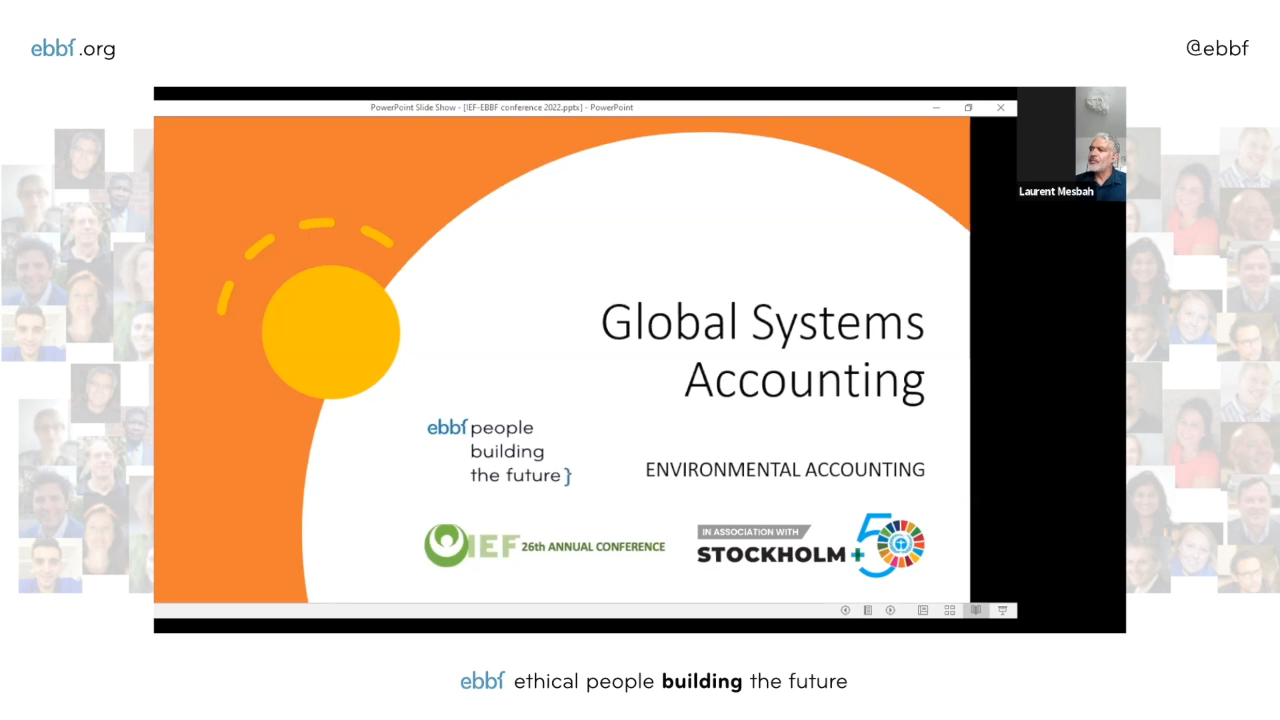 ebbf.org
@ebbf
PowerPoint Slide Show - [IEF-EBBF conference 2022.pptx] - PowerPoint
Laurent Mesbah
Global Systems
Accounting
ebbf people
building
the future}
ENVIRONMENTAL ACCOUNTING
IEF 26th ANNUAL CONFERENCE
IN ASSOCIATION WITH
STOCKHOLM+50
ebbf ethical people building the future